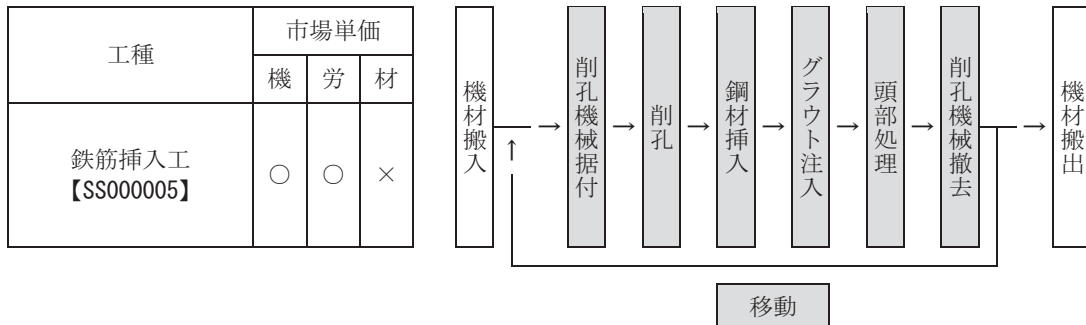 工種
市場単価
機 労 材
鉄筋挿入工
【SS000005】
○ ○ ×
機材搬入
→
↑
削孔機械据付
→
削孔
→
鋼材挿入
→
グラウト注入
→
頭部処理
→
削孔機械撤去
→
機材搬出
移動